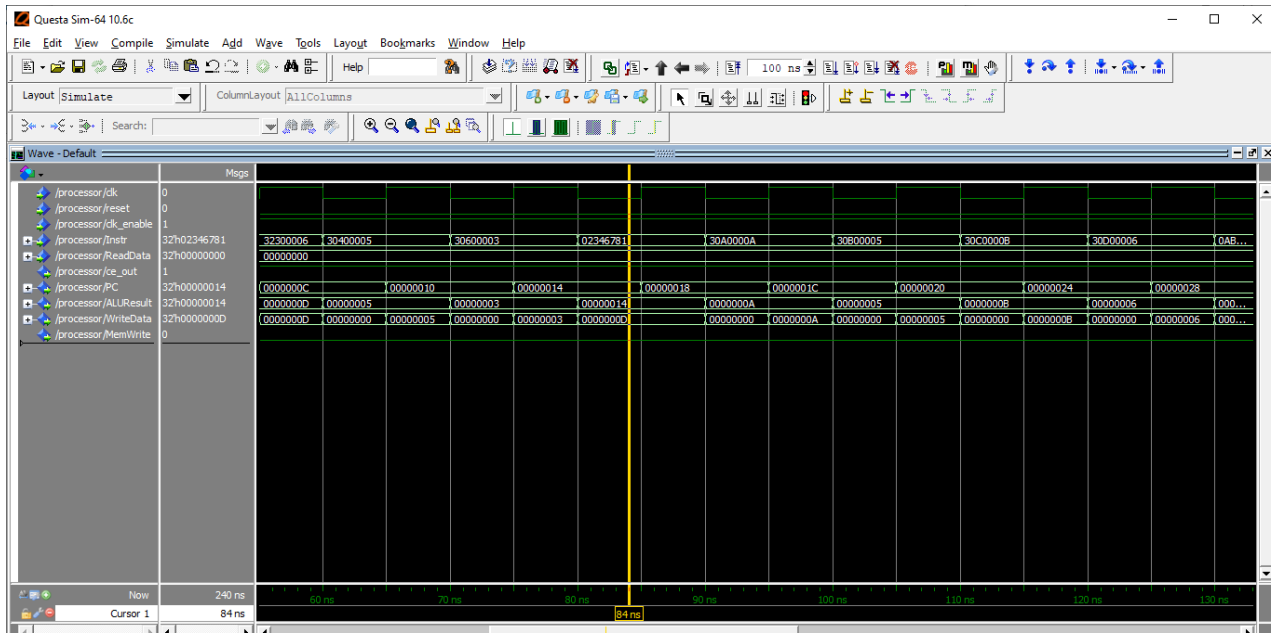 Questa Sim-64 10.6c
File Edit View Compile Simulate Add Wave Tools Layout Bookmarks Window Help
Help 100 ns
Layout Simulate ColumnLayout AllColumns
Search:
Wave - Default
Msgs
/processor/clk 0
/processor/reset 0
/processor/clk_enable 1
/processor/Instr 32'h02346781 32300006 30400005 30600003 02346781 30A0000A 30B00005 30C0000B 30D00006 0AB...
/processor/ReadData 32'h00000000 00000000
/processor/ce_out 1
/processor/PC 32'h00000014 0000000C 00000010 00000014 00000018 0000001C 00000020 00000024 00000028
/processor/ALUResult 32'h00000014 0000000D 00000005 00000003 00000014 0000000A 00000005 0000000B 00000006 000...
/processor/WriteData 32'h0000000D 0000000D 00000000 00000005 00000000 00000003 0000000D 00000000 0000000A 00000000 00000005 00000000 0000000B 00000000 00000006 000...
/processor/MemWrite 0
Now 240 ns 60 ns 70 ns 80 ns 90 ns 100 ns 110 ns 120 ns 130 ns
Cursor 1 84 ns 84 ns